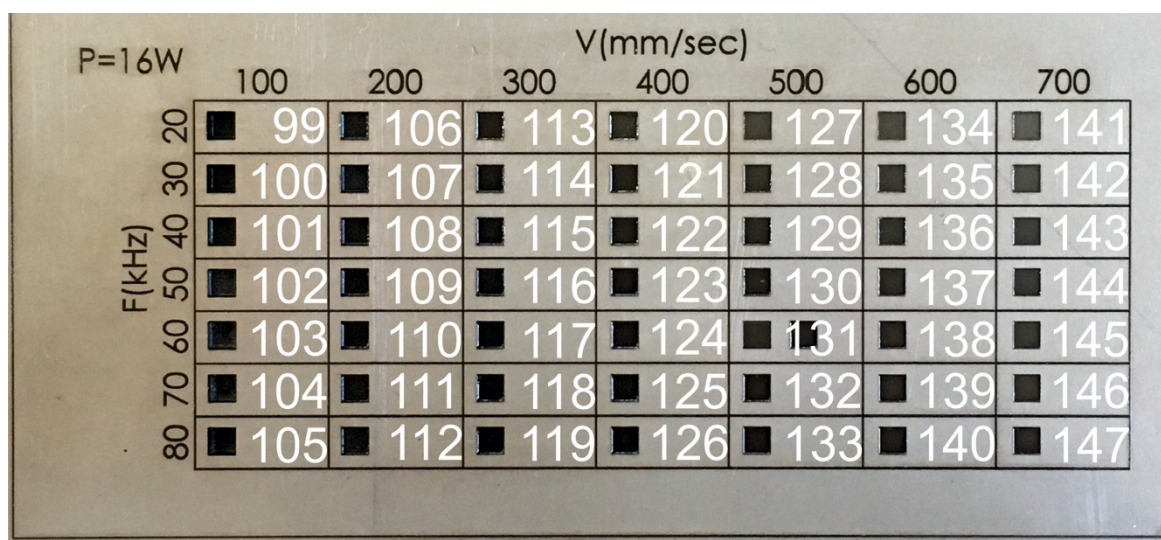 V(mm/sec)
P=16W
100 200 300 400 500 600 700
20 99 106 113 120 127 134 141
30 100 107 114 121 128 135 142
40 101 108 115 122 129 136 143
F(kHz)
50 102 109 116 123 130 137 144
60 103 110 117 124 131 138 145
70 104 111 118 125 132 139 146
80 105 112 119 126 133 140 147